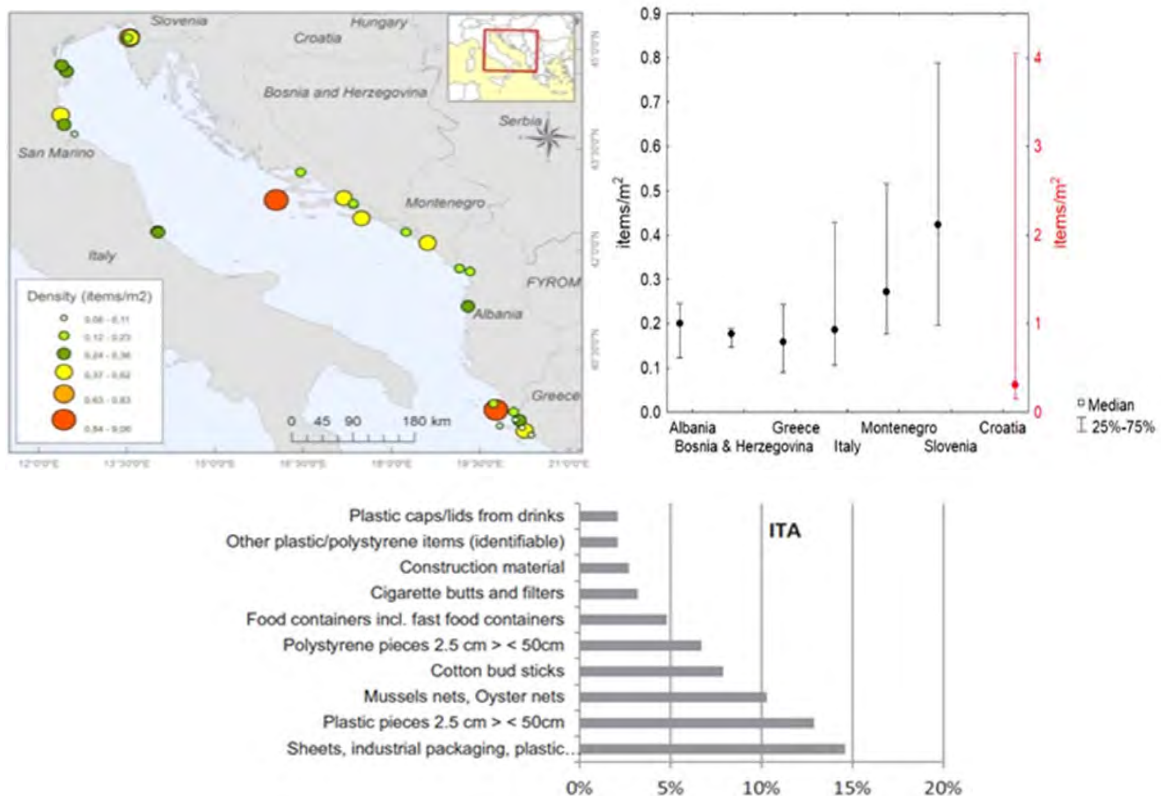 Slovenia
Hungary
Croatia
Bosnia and Herzegovina
Serbia
San Marino
Montenegro
Italy
FYROM
Albania
Greece
Density (items/m2)
0,08 - 0,11
0,12 - 0,23
0,24 - 0,36
0,37 - 0,62
0,63 - 0,83
0 45 90 180 km
12°0'0"E 13°30'0"E 15°0'0"E 16°30'0"E 18°0'0"E 19°30'0"E 21°0'0"E
0.9
0.8
0.7
0.6
0.5
0.4
0.3
0.2
0.1
0.0
items/m²
4
3
2
1
0
items/m²
Albania Greece Montenegro Croatia
Bosnia & Herzegovina Italy Slovenia
Median
25%-75%
ITA
Plastic caps/lids from drinks
Other plastic/polystyrene items (identifiable)
Construction material
Cigarette butts and filters
Food containers incl. fast food containers
Polystyrene pieces 2.5 cm > < 50cm
Cotton bud sticks
Mussels nets, Oyster nets
Plastic pieces 2.5 cm > < 50cm
Sheets, industrial packaging, plastic...
0% 5% 10% 15% 20%